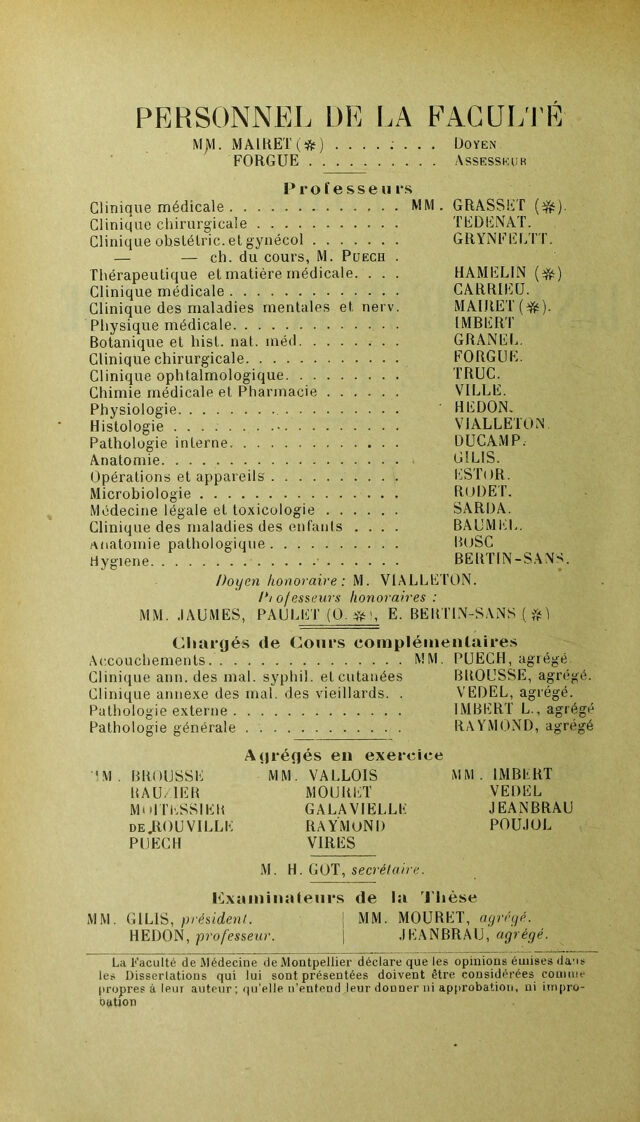 PERSONNEL DE LA FACULTÉ
MM. MAIRET (✻) . . . . . . . . DOYEN
FORGUE . . . . . . . . . . ASSESSEUR
Professeurs
Clinique médicale . . . . . . . . . . . . . MM. GRASSET (✻).
Clinique chirurgicale . . . . . . . . . . . TEDENAT.
Clinique obstétric. et gynécol . . . . . . . GRYNFELTT.
— — ch. du cours, M. PUECH .
Thérapeutique et matière médicale. . . . HAMELIN (✻)
Clinique médicale . . . . . . . . . . . . . CARRIEU.
Clinique des maladies mentales et nerv. MAIRET (✻).
Physique médicale. . . . . . . . . . . . . IMBERT
Botanique et hist. nat. méd. . . . . . . . GRANEL.
Clinique chirurgicale. . . . . . . . . . . . FORGUE.
Clinique ophtalmologique. . . . . . . . . TRUC.
Chimie médicale et Pharmacie . . . . . . VILLE.
Physiologie. . . . . . . . . . . . . . . . . HEDON.
Histologie . . . . . . . . . . . . . . . . VIALLETON
Pathologie interne. . . . . . . . . . . . . DUCAMP.
Anatomie. . . . . . . . . . . . . . . . . . GILIS.
Opérations et appareils . . . . . . . . . . ESTOR.
Microbiologie . . . . . . . . . . . . . . . RODET.
Médecine légale et toxicologie . . . . . . SARDA.
Clinique des maladies des enfants . . . . BAUMEL.
Anatomie pathologique . . . . . . . . . . BOSC
Hygiene. . . . . . . . . . . . . . . . . . BERTIN-SANS.
Doyen honoraire : M. VIALLETON.
Professeurs honoraires :
MM. JAUMES, PAULET (O. ✻), E. BERTIN-SANS (✻)
Chargés de Cours complémentaires
Accouchements. . . . . . . . . . . . . . . MM. PUECH, agrégé
Clinique ann. des mal. syphil. et cutanées BROUSSE, agrégé.
Clinique annexe des mal. des vieillards. . VEDEL, agrégé.
Pathologie externe . . . . . . . . . . . . . IMBERT L., agrégé
Pathologie générale . . . . . . . . . . . . RAYMOND, agrégé
Agrégés en exercice
MM. BROUSSE MM. VALLOIS MM. IMBERT
RAUZIER MOURET VEDEL
MOITESSIER GALAVIELLE JEANBRAU
DE ROUVILLE RAYMOND POUJOL
PUECH VIRES
M. H. GOT, secrétaire.
Examinateurs de la Thèse
MM. GILIS, président. MM. MOURET, agrégé.
HEDON, professeur. JEANBRAU, agrégé.
La Faculté de Médecine de Montpellier déclare que les opinions émises dans
les Dissertations qui lui sont présentées doivent être considérées comme
propres à leur auteur ; qu'elle n'entend leur donner ni approbation, ni impro-
bation